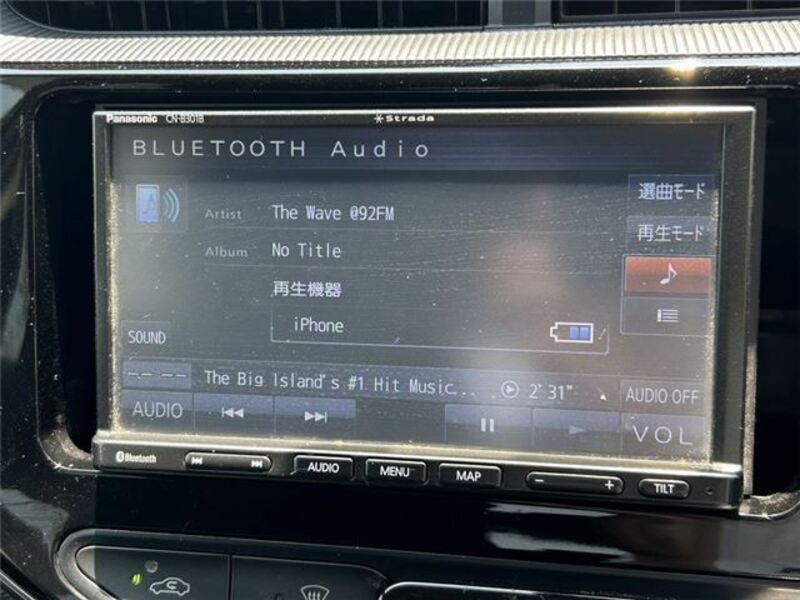 Panasonic CN-B301B
Strada
BLUETOOTH Audio
Artist The Wave @92FM
Album No Title
再生機器
iPhone
選曲モード
再生モード
SOUND
-- --
The Big Island's #1 Hit Music... 2'31"
AUDIO OFF
AUDIO
VOL
Bluetooth
AUDIO
MENU
MAP
- +
TILT